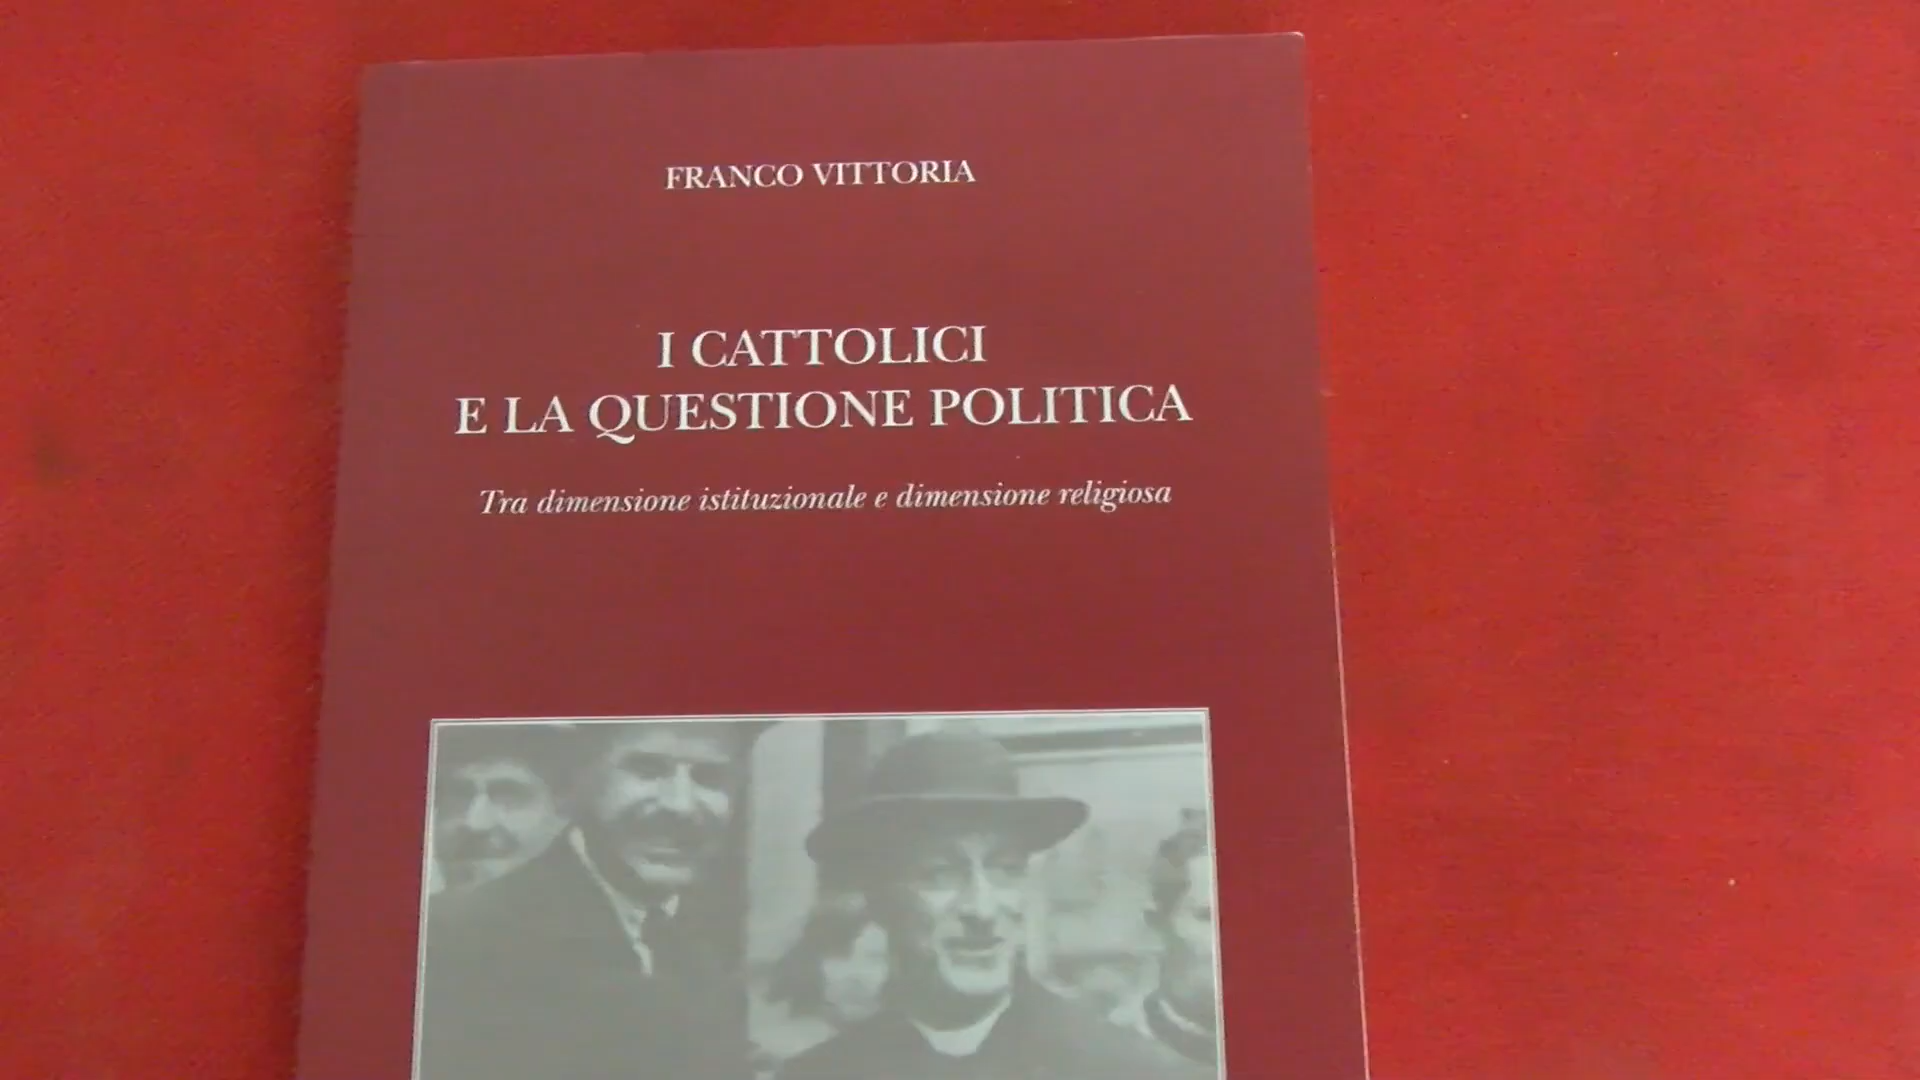 FRANCO VITTORIA
I CATTOLICI
E LA QUESTIONE POLITICA
Tra dimensione istituzionale e dimensione religiosa